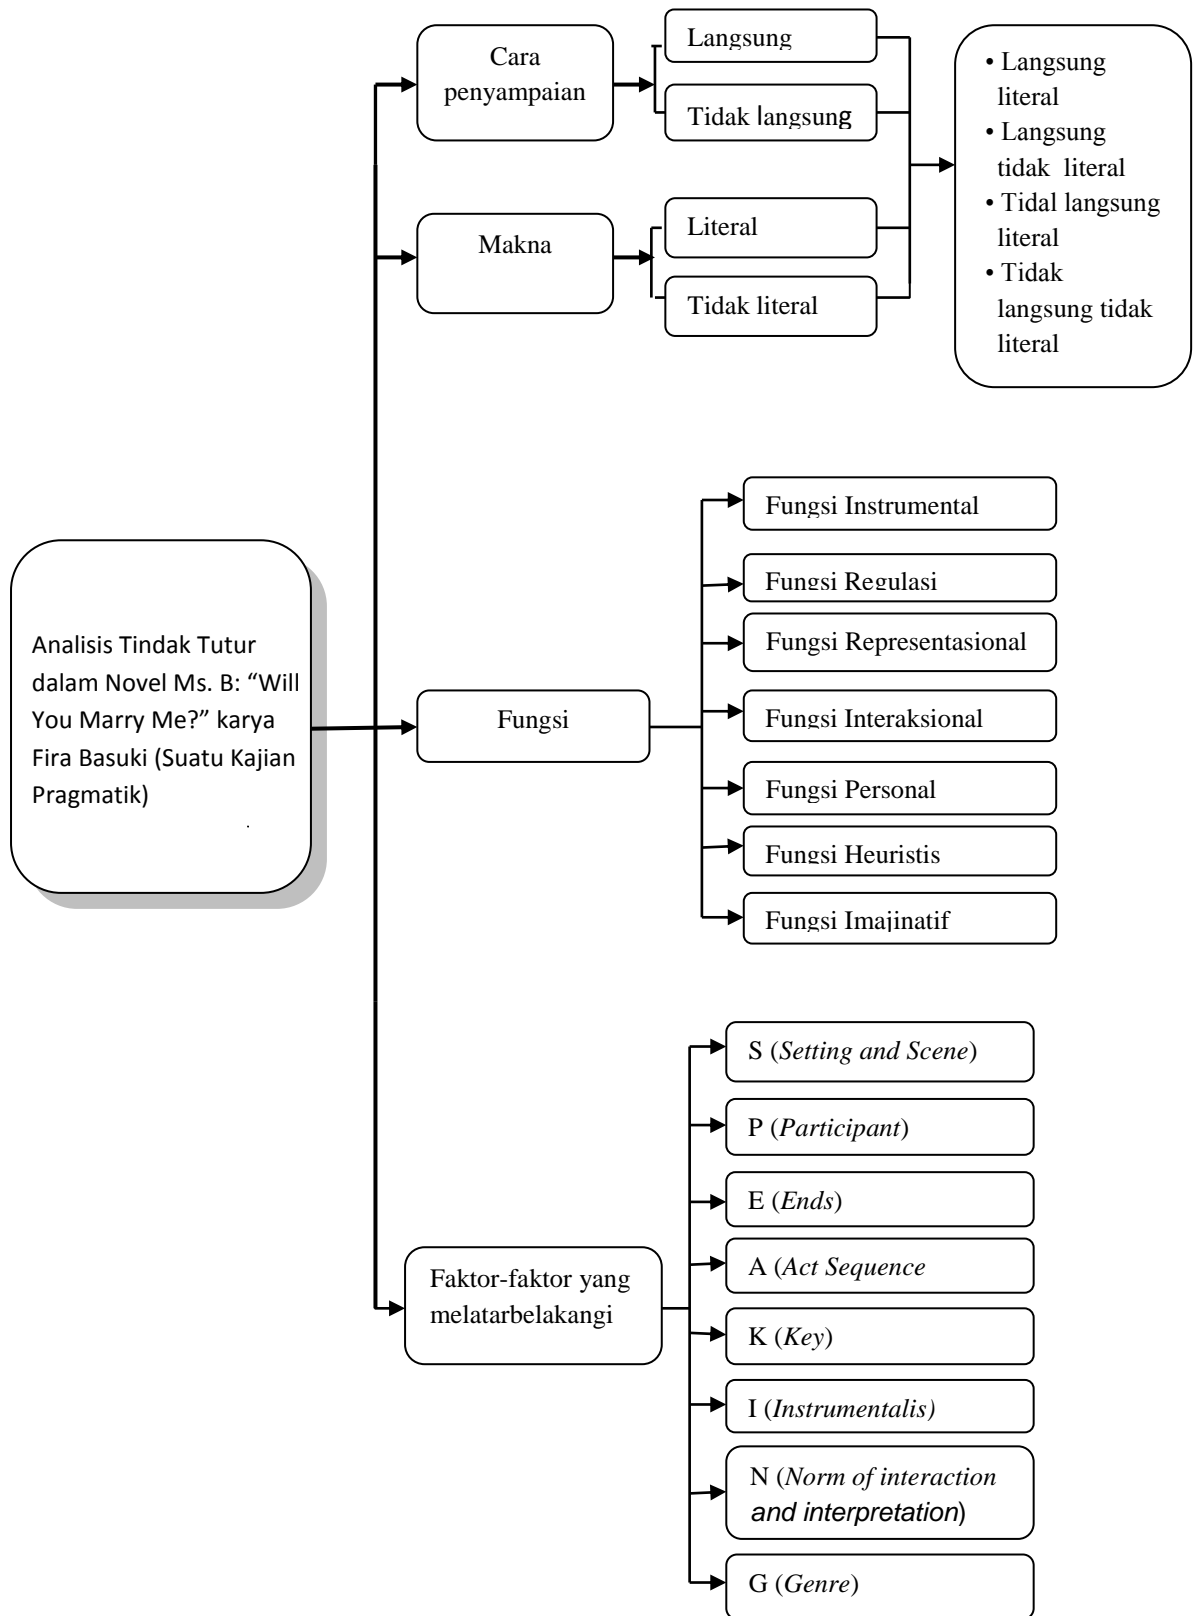 Cara
penyampaian
Langsung
Tidak langsung
• Langsung
literal
• Langsung
tidak literal
• Tidal langsung
literal
• Tidak
langsung tidak
literal
Makna
Literal
Tidak literal
Analisis Tindak Tutur
dalam Novel Ms. B: “Will
You Marry Me?” karya
Fira Basuki (Suatu Kajian
Pragmatik)
.
Fungsi
Fungsi Instrumental
Fungsi Regulasi
Fungsi Representasional
Fungsi Interaksional
Fungsi Personal
Fungsi Heuristis
Fungsi Imajinatif
Faktor-faktor yang
melatarbelakangi
S (Setting and Scene)
P (Participant)
E (Ends)
A (Act Sequence
K (Key)
I (Instrumentalis)
N (Norm of interaction
and interpretation)
G (Genre)